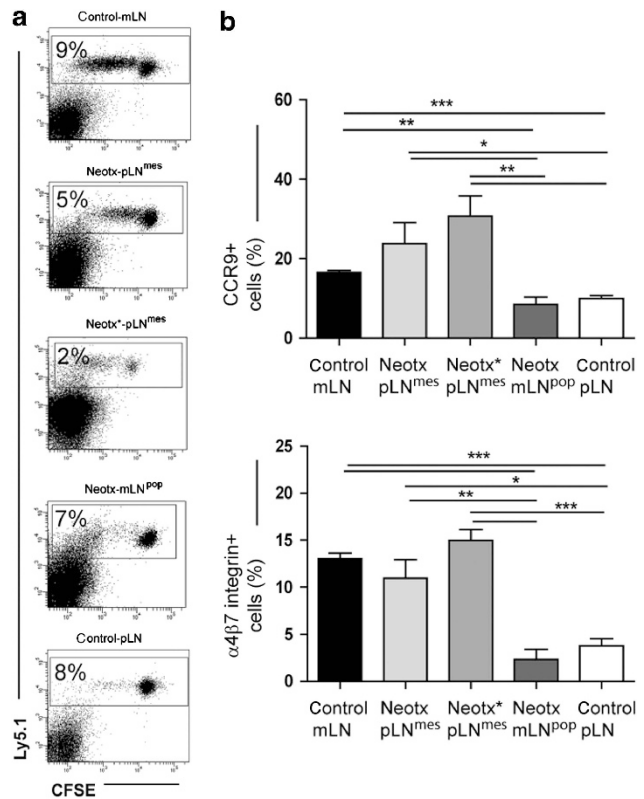 a
Control-mLN
9%
Neotx-pLNmes
5%
Neotx*-pLNmes
2%
Neotx-mLNpop
7%
Control-pLN
8%
Ly5.1
CFSE
b
***
**
*
**
60
40
20
0
CCR9+
cells (%)
Control
mLN
Neotx
pLNmes
Neotx*
pLNmes
Neotx
mLNpop
Control
pLN
***
*
**
***
25
20
15
10
5
0
α4β7 integrin+
cells (%)
Control
mLN
Neotx
pLNmes
Neotx*
pLNmes
Neotx
mLNpop
Control
pLN